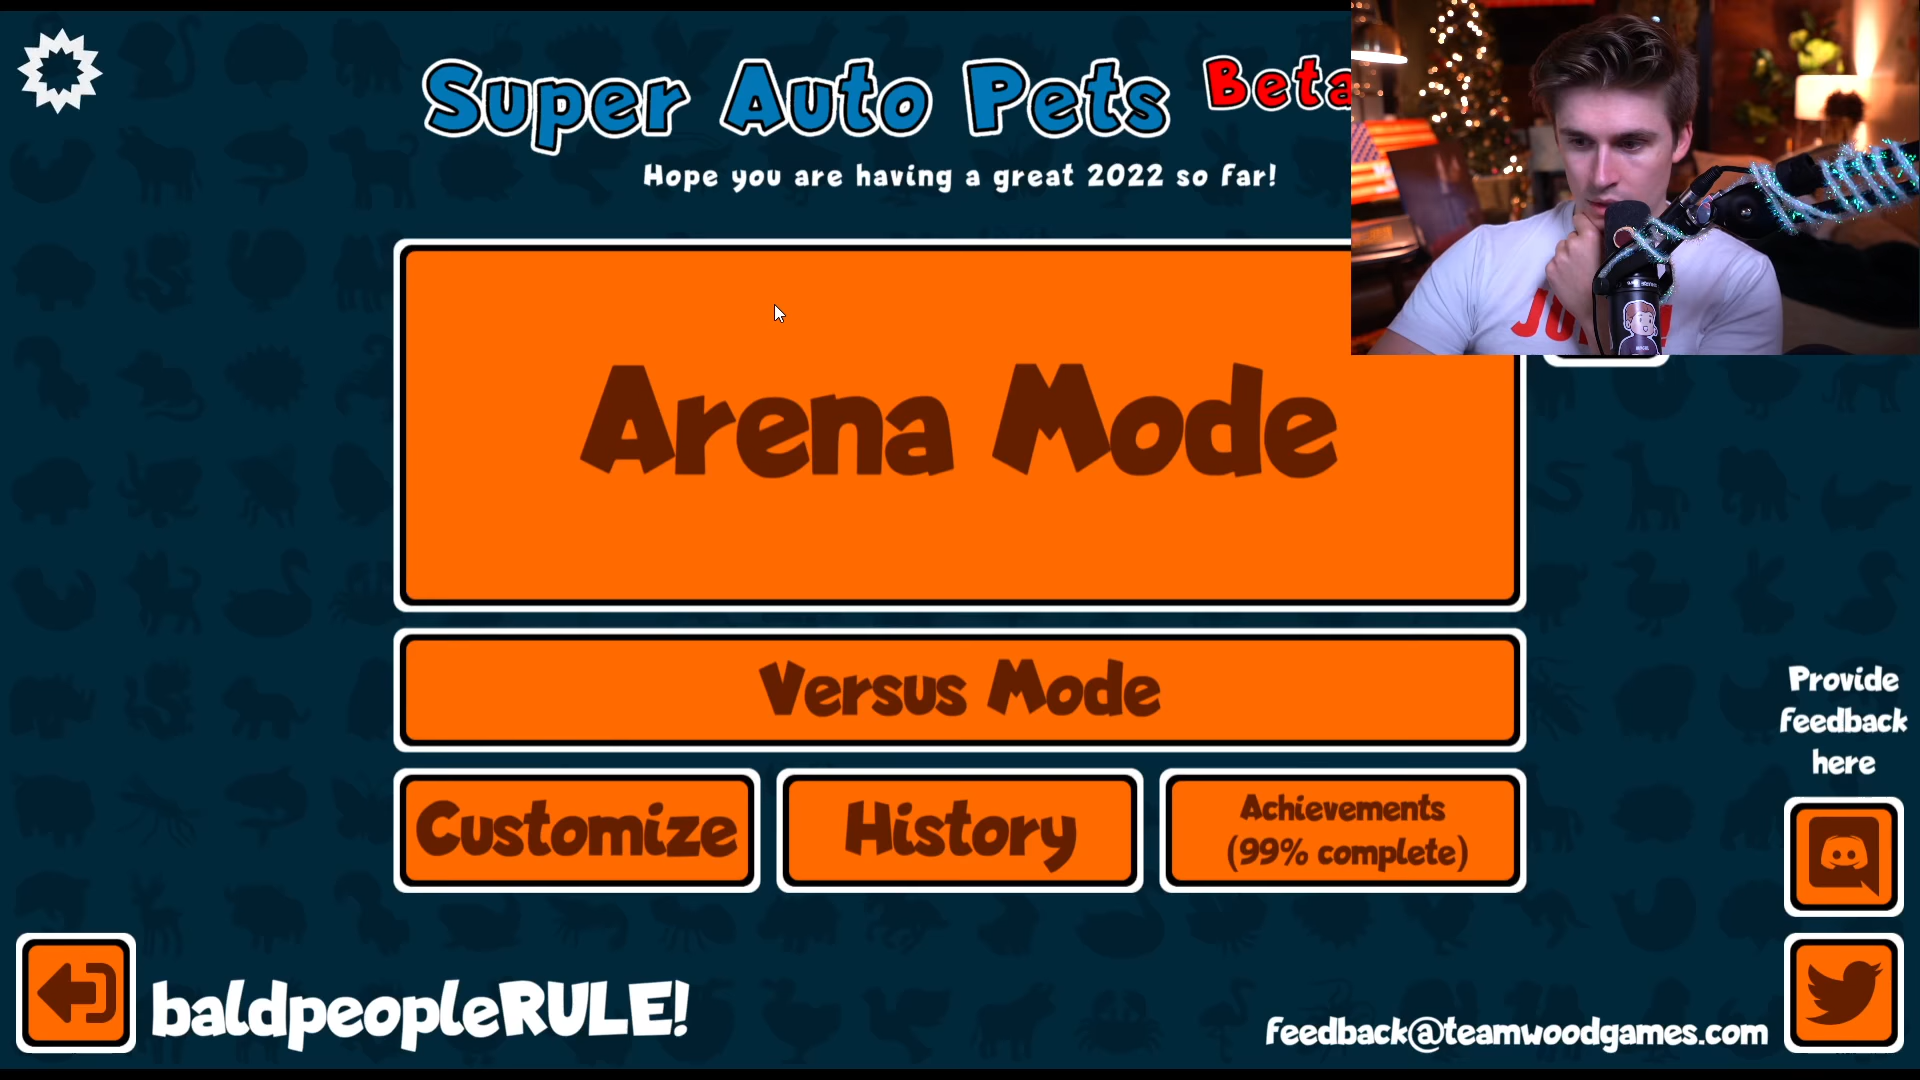 Super Auto Pets Beta
Hope you are having a great 2022 so far!
Arena Mode
Versus Mode
Customize
History
Achievements
(99% complete)
Provide
feedback
here
baldpeopleRULE!
feedback@teamwoodgames.com